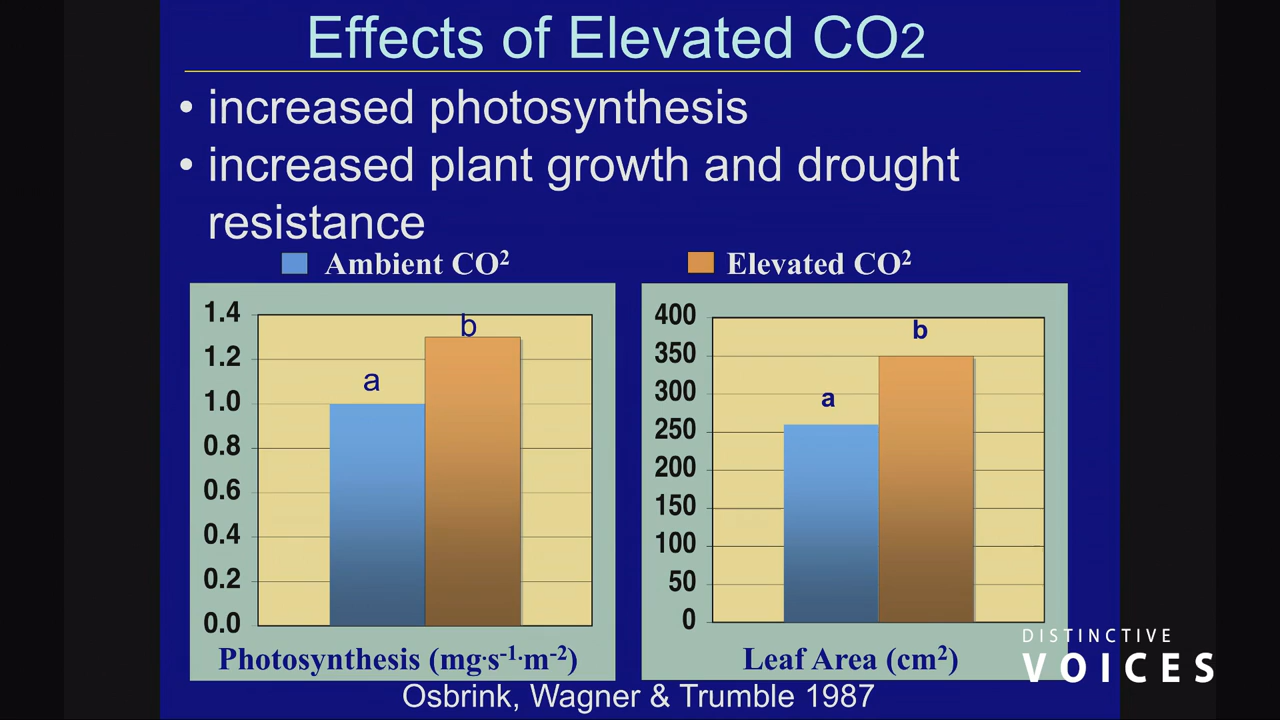 Effects of Elevated CO2
• increased photosynthesis
• increased plant growth and drought
resistance
Ambient CO²
Elevated CO²
1.4
1.2
1.0
0.8
0.6
0.4
0.2
0.0
a
b
Photosynthesis (mg·s⁻¹·m⁻²)
400
350
300
250
200
150
100
50
0
a
b
Leaf Area (cm²)
Osbrink, Wagner & Trumble 1987
DISTINCTIVE
VOICES